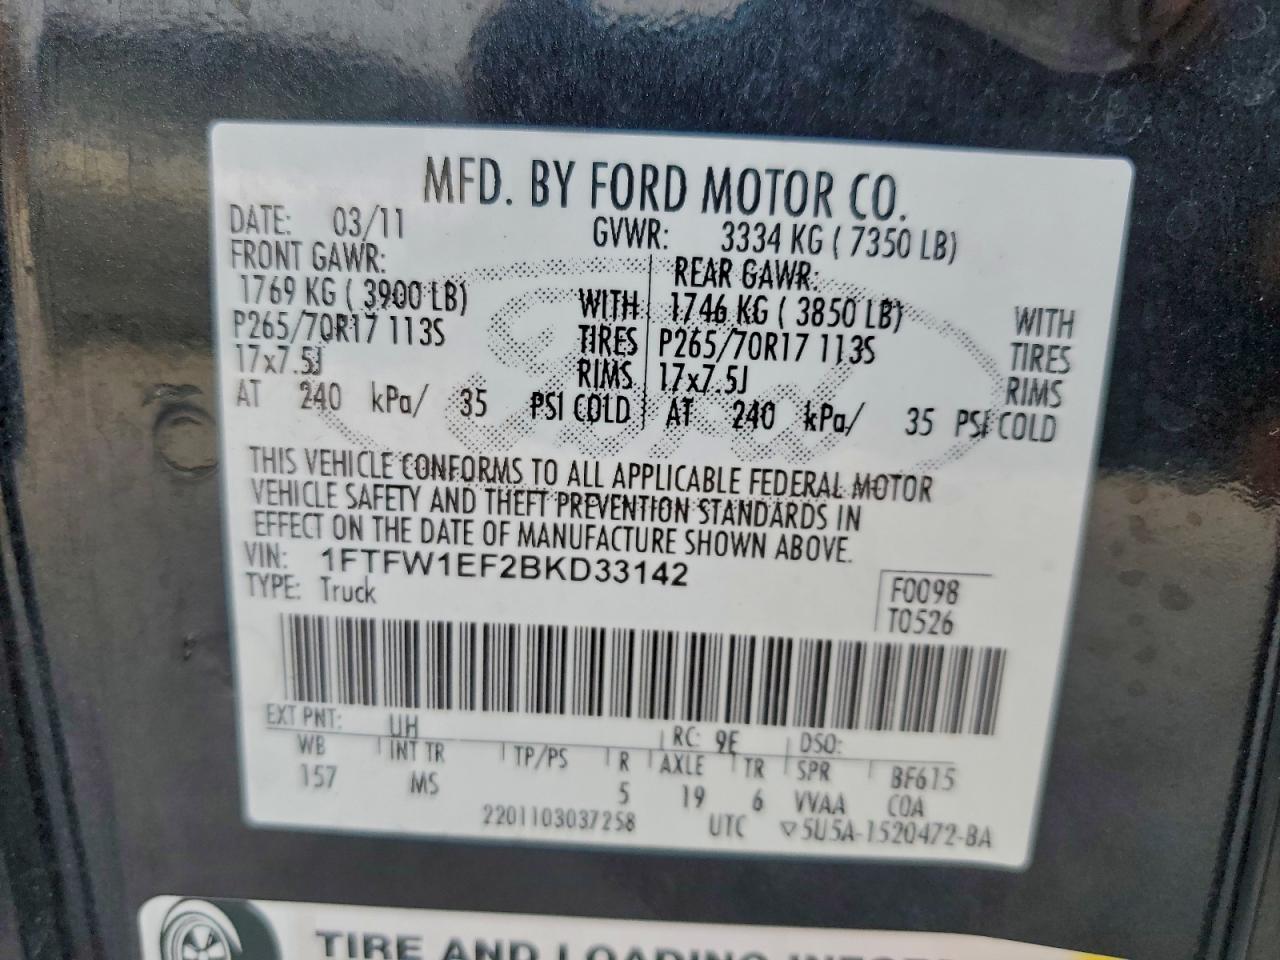 MFD. BY FORD MOTOR CO.
DATE: 03/11 GVWR: 3334 KG ( 7350 LB)
FRONT GAWR: REAR GAWR:
1769 KG ( 3900 LB) WITH 1746 KG ( 3850 LB) WITH
P265/70R17 113S TIRES P265/70R17 113S TIRES
17x7.5J RIMS 17x7.5J RIMS
AT 240 kPa/ 35 PSI COLD AT 240 kPa/ 35 PSI COLD
THIS VEHICLE CONFORMS TO ALL APPLICABLE FEDERAL MOTOR
VEHICLE SAFETY AND THEFT PREVENTION STANDARDS IN
EFFECT ON THE DATE OF MANUFACTURE SHOWN ABOVE.
VIN: 1FTFW1EF2BKD33142
TYPE: Truck
F0098
T0526
EXT PNT: UH RC: 9E DSO:
WB INT TR TP/PS R AXLE TR SPR BF615
157 MS 5 19 6 VVAA COA
2201103037258 UTC ▽5U5A-1520472-BA
TIRE AND LOADING